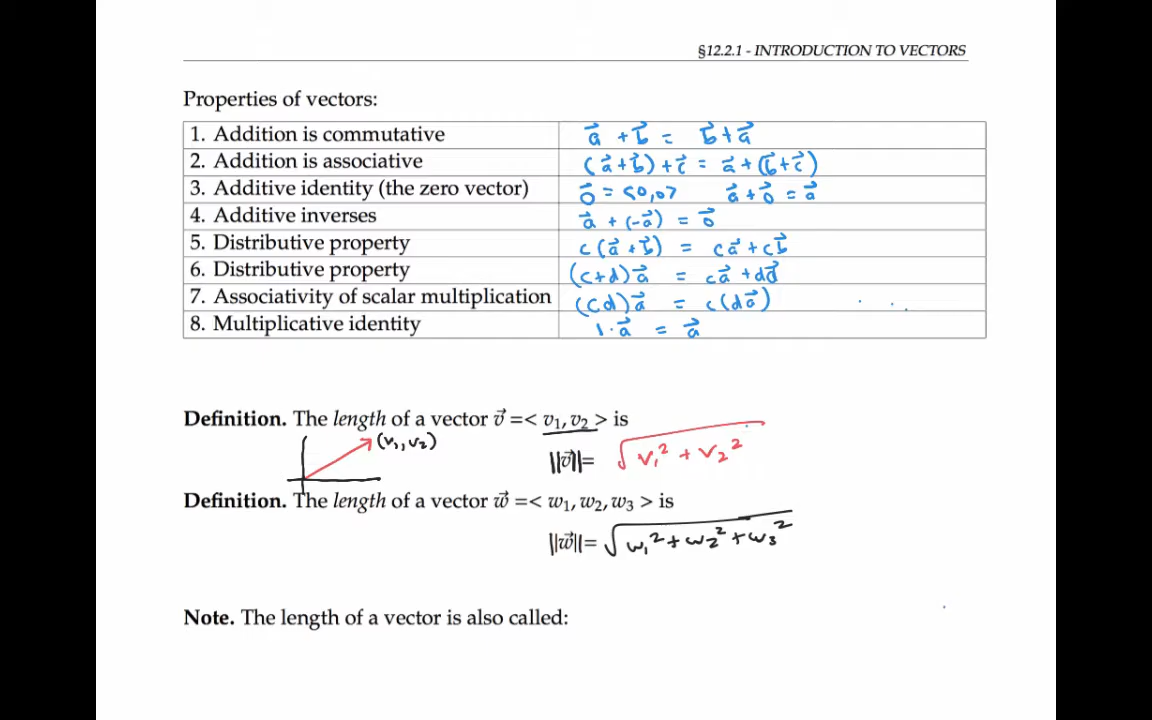 §12.2.1 - INTRODUCTION TO VECTORS
Properties of vectors:
1. Addition is commutative a⃗ + b⃗ = b⃗ + a⃗
2. Addition is associative (a⃗ + b⃗) + c⃗ = a⃗ + (b⃗ + c⃗)
3. Additive identity (the zero vector) 0⃗ = <0,0> a⃗ + 0⃗ = a⃗
4. Additive inverses a⃗ + (-a⃗) = 0⃗
5. Distributive property c(a⃗ + b⃗) = ca⃗ + cb⃗
6. Distributive property (c+d)a⃗ = ca⃗ + dd⃗
7. Associativity of scalar multiplication (cd)a⃗ = c(da⃗)
8. Multiplicative identity 1·a⃗ = a⃗
Definition. The length of a vector v⃗ =< v₁, v₂ > is
(v₁, v₂)
||v⃗||= √(v₁² + v₂²)
Definition. The length of a vector w⃗ =< w₁, w₂, w₃ > is
||w⃗||= √(w₁² + w₂² + w₃²)
Note. The length of a vector is also called: